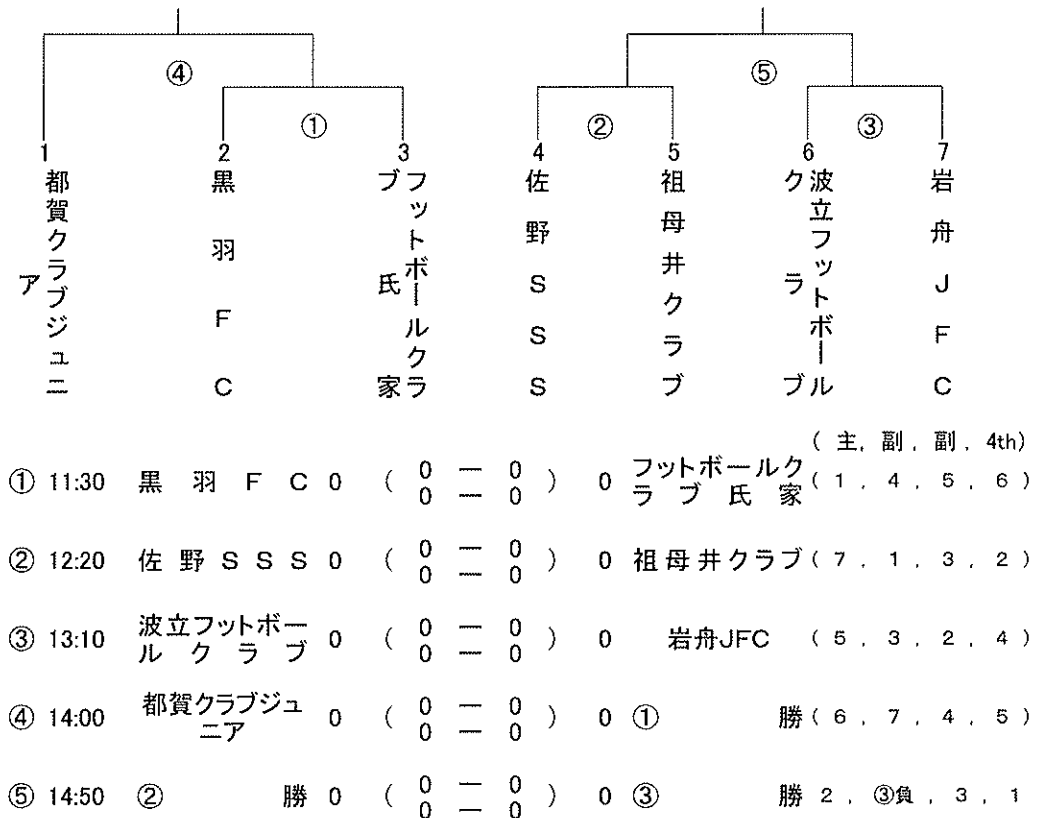 ④
⑤
①
②
③
1
2
3
4
5
6
7
都賀クラブジュニア
黒羽FC
フットボールクラブ氏家
佐野SSS
祖母井クラブ
波立フットボールクラブ
岩舟JFC
( 主, 副, 副, 4th)
① 11:30 黒羽FC 0 ( 0 ー 0 ) 0 フットボールク ( 1 , 4 , 5 , 6 )
0 ー 0 ラブ氏家
② 12:20 佐野SSS 0 ( 0 ー 0 ) 0 祖母井クラブ ( 7 , 1 , 3 , 2 )
0 ー 0
③ 13:10 波立フットボー 0 ( 0 ー 0 ) 0 岩舟JFC ( 5 , 3 , 2 , 4 )
ルクラブ 0 ー 0
④ 14:00 都賀クラブジュ 0 ( 0 ー 0 ) 0 ① 勝 ( 6 , 7 , 4 , 5 )
ニア 0 ー 0
⑤ 14:50 ② 勝 0 ( 0 ー 0 ) 0 ③ 勝 2 , ③負 , 3 , 1
0 ー 0